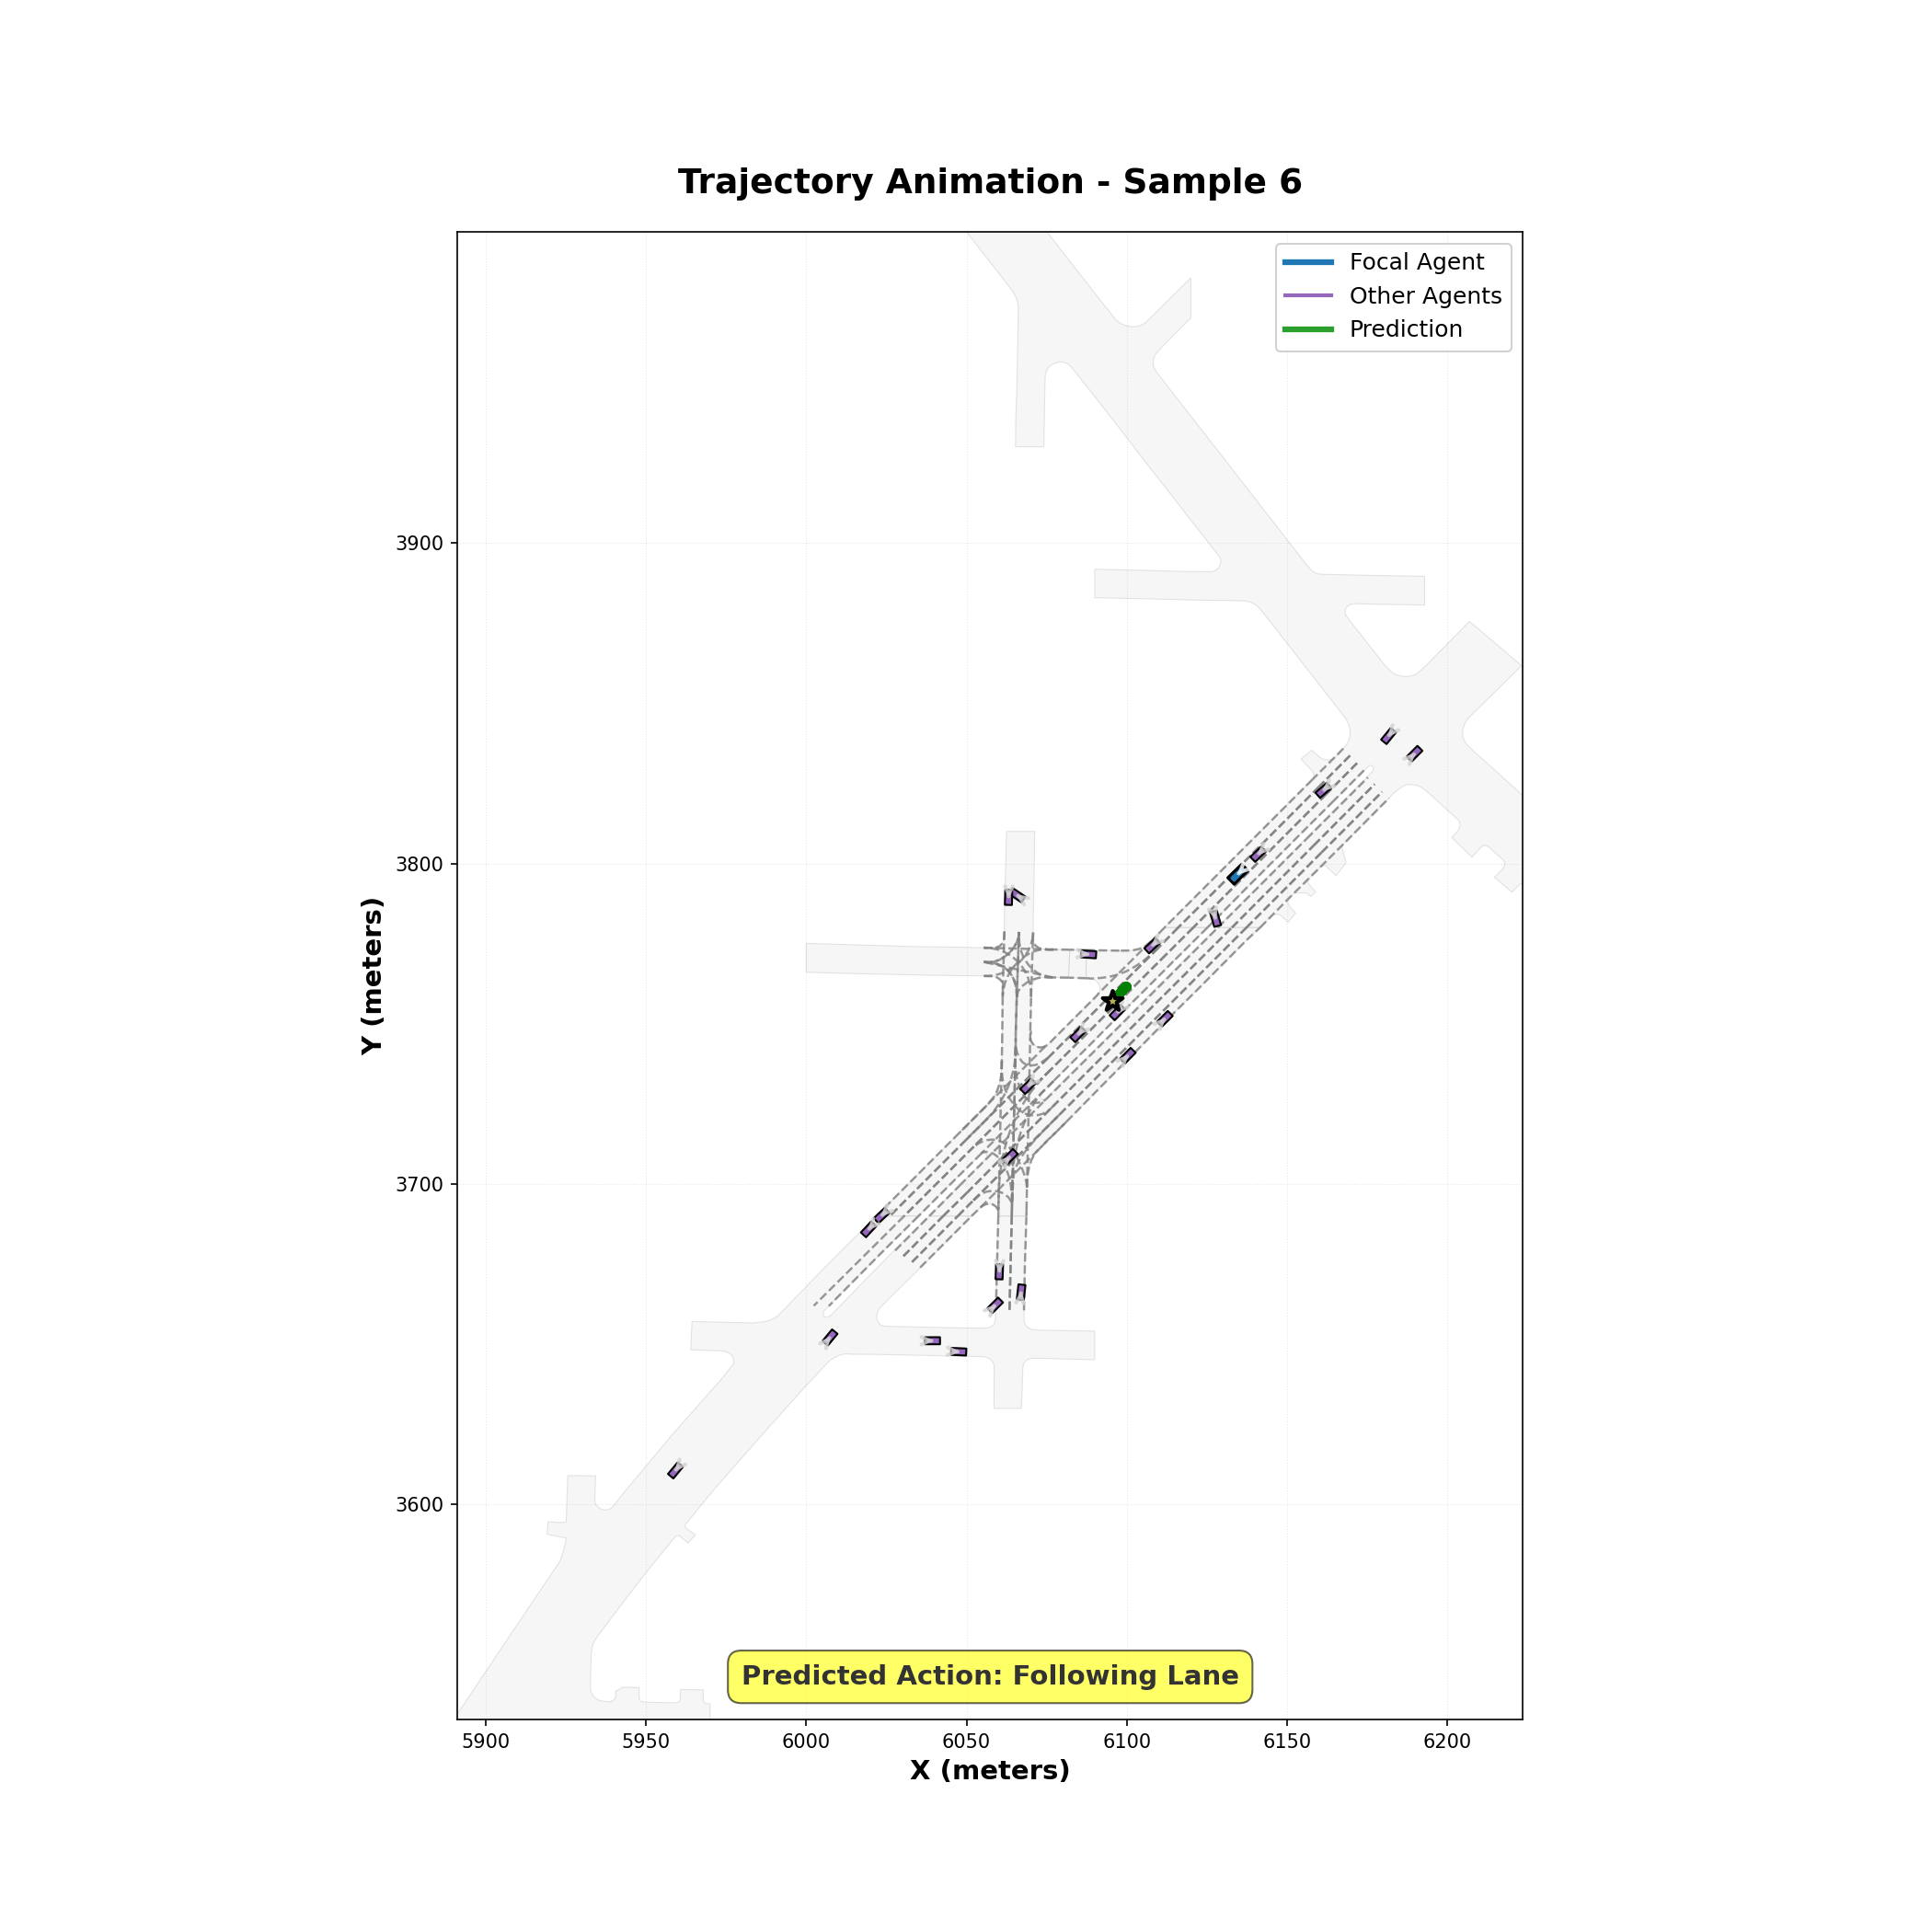 Trajectory Animation - Sample 6
Focal Agent
Other Agents
Prediction
3900
3800
3700
3600
Y (meters)
Predicted Action: Following Lane
5900 5950 6000 6050 6100 6150 6200
X (meters)